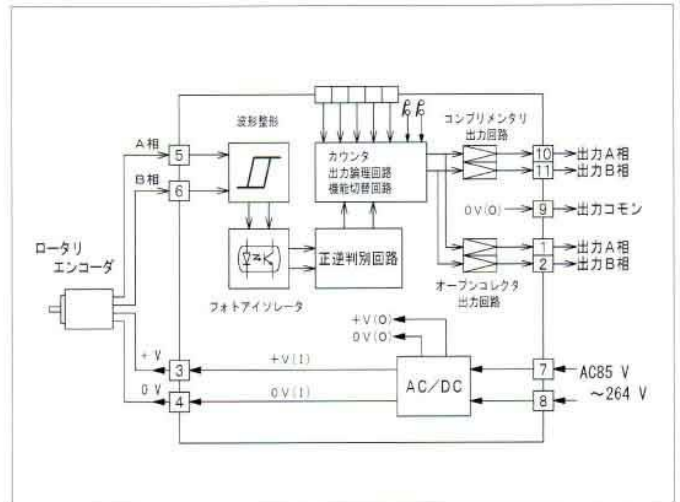 波形整形
コンプリメンタリ
出力回路
A相
5
B相
6
カウンタ
出力論理回路
機能切替回路
10
出力A相
11
出力B相
0V(O)
9
出力コモン
ロータリ
エンコーダ
正逆判別回路
1
出力A相
2
出力B相
フォトアイソレータ
オープンコレクタ
出力回路
+V(O)
0V(O)
+V
3
+V(I)
AC/DC
7
AC85 V
0V
4
0V(I)
8
~264 V